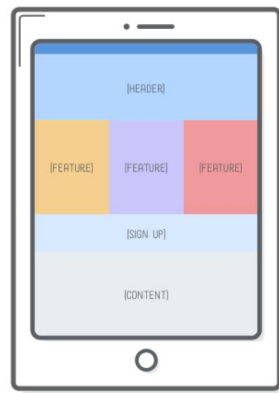 [HEADER]
[FEATURE] [FEATURE] [FEATURE]
[SIGN UP]
[CONTENT]